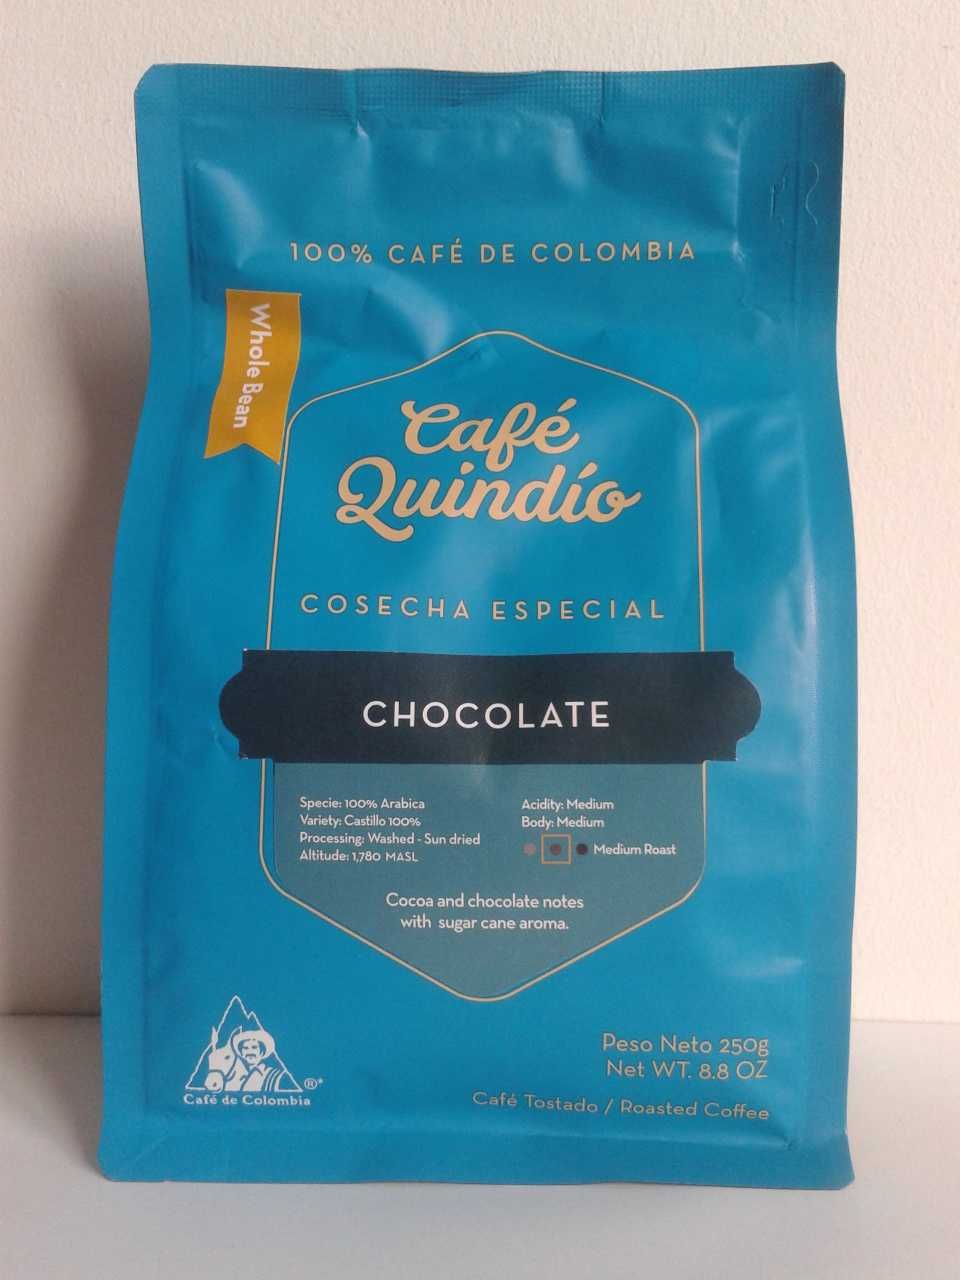 100% CAFÉ DE COLOMBIA
Whole Bean
Café
Quindío
COSECHA ESPECIAL
CHOCOLATE
Specie: 100% Arabica
Variety: Castillo 100%
Processing: Washed - Sun dried
Altitude: 1,780 MASL
Acidity: Medium
Body: Medium
Medium Roast
Cocoa and chocolate notes
with sugar cane aroma.
®*
Café de Colombia
Peso Neto 250g
Net WT. 8.8 OZ
Café Tostado / Roasted Coffee